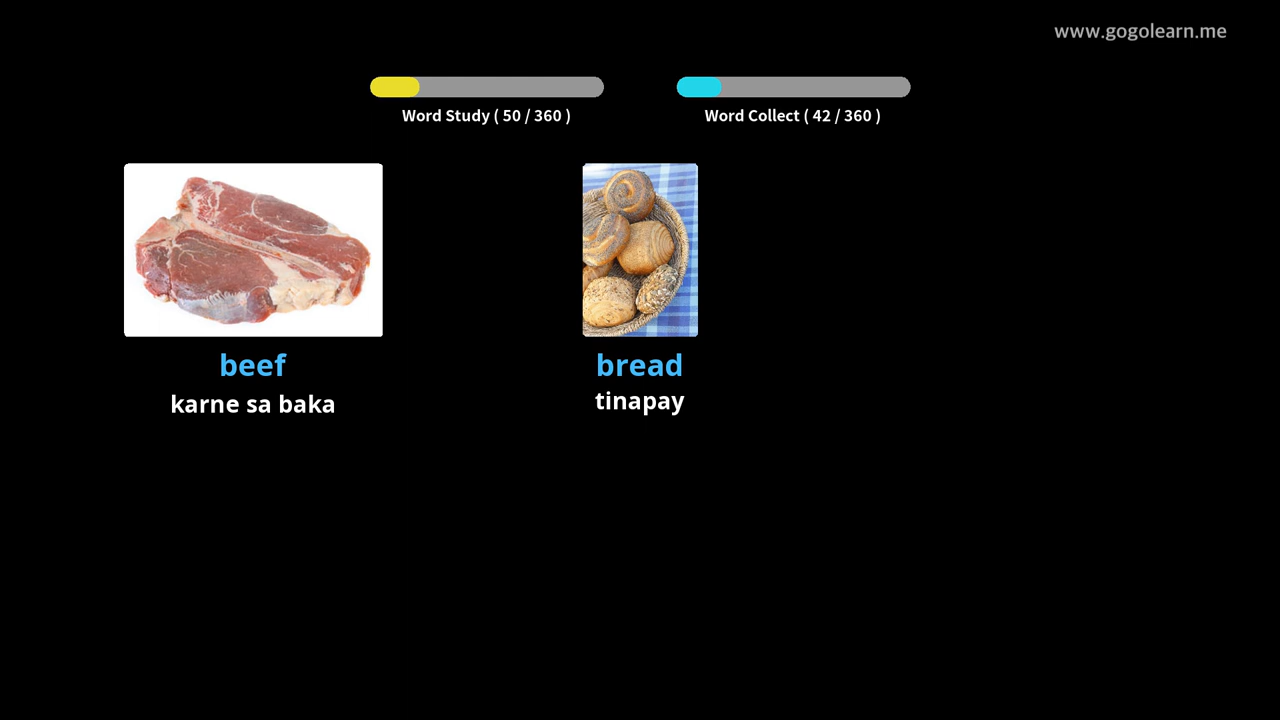 www.gogolearn.me
Word Study ( 50 / 360 )
Word Collect ( 42 / 360 )
beef
karne sa baka
bread
tinapay